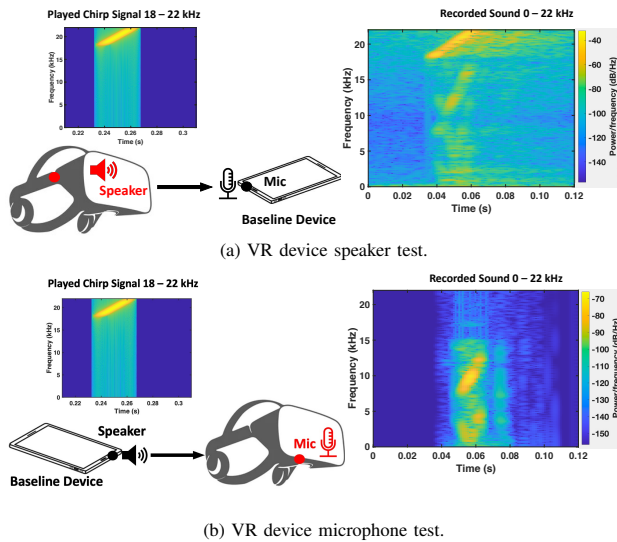 Played Chirp Signal 18 – 22 kHz
Recorded Sound 0 – 22 kHz
Frequency (kHz)
20
15
10
5
0
0.22 0.24 0.26 0.28 0.3
Time (s)
Frequency (kHz)
20
15
10
5
0
0 0.02 0.04 0.06 0.08 0.10 0.12
Time (s)
-40
-60
-80
-100
-120
-140
Power/frequency (dB/Hz)
Speaker
Mic
Baseline Device
(a) VR device speaker test.
Played Chirp Signal 18 – 22 kHz
Recorded Sound 0 – 22 kHz
Frequency (kHz)
20
15
10
5
0
0.22 0.24 0.26 0.28 0.3
Time (s)
Frequency (kHz)
20
15
10
5
0
0 0.02 0.04 0.06 0.08 0.10 0.12
Time (s)
-70
-80
-90
-100
-110
-120
-130
-140
-150
Power/frequency (dB/Hz)
Speaker
Baseline Device
Mic
(b) VR device microphone test.